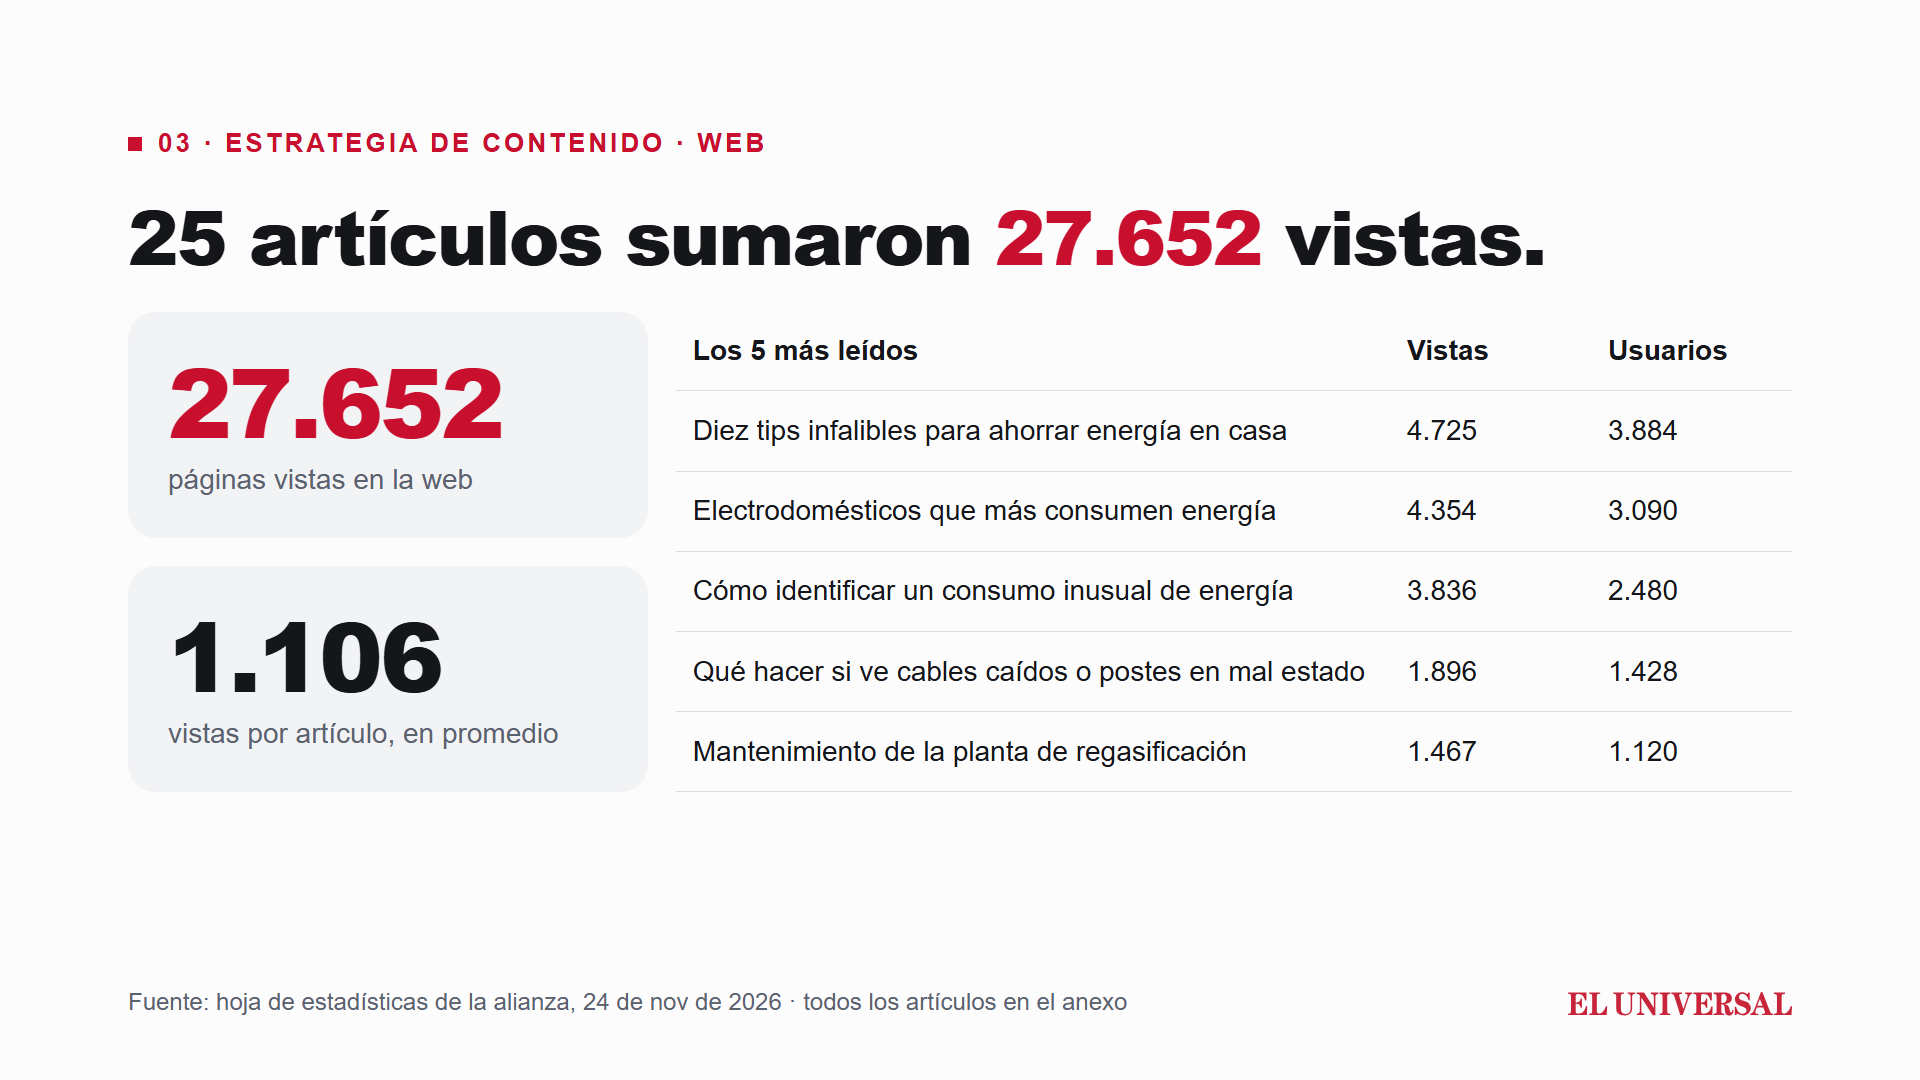 03 · ESTRATEGIA DE CONTENIDO · WEB
25 artículos sumaron 27.652 vistas.
27.652
páginas vistas en la web
1.106
vistas por artículo, en promedio
Los 5 más leídos Vistas Usuarios
Diez tips infalibles para ahorrar energía en casa 4.725 3.884
Electrodomésticos que más consumen energía 4.354 3.090
Cómo identificar un consumo inusual de energía 3.836 2.480
Qué hacer si ve cables caídos o postes en mal estado 1.896 1.428
Mantenimiento de la planta de regasificación 1.467 1.120
Fuente: hoja de estadísticas de la alianza, 24 de nov de 2026 · todos los artículos en el anexo
EL UNIVERSAL